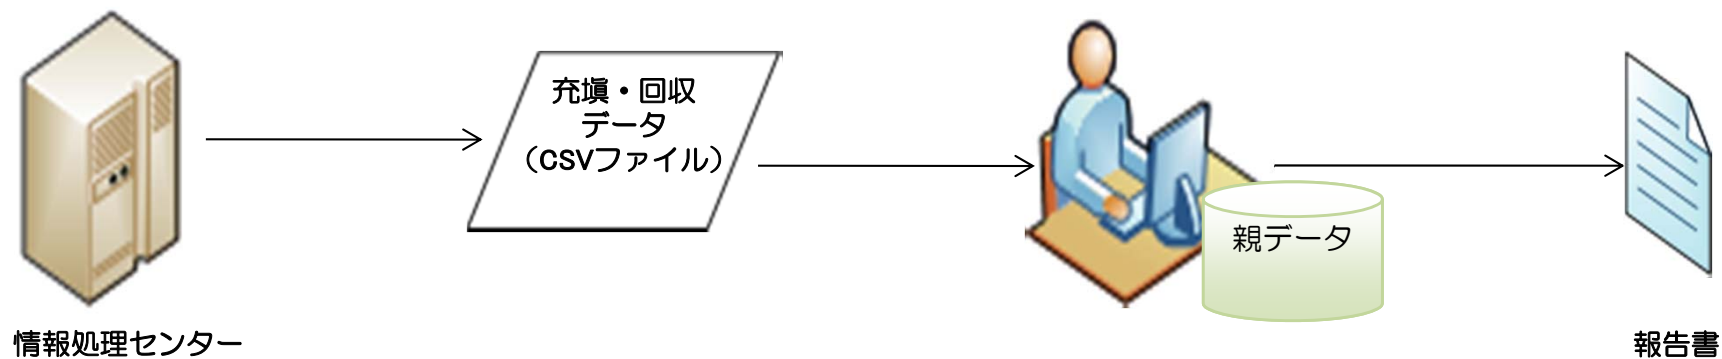 充塡・回収
データ
（CSVファイル）
親データ
情報処理センター
報告書